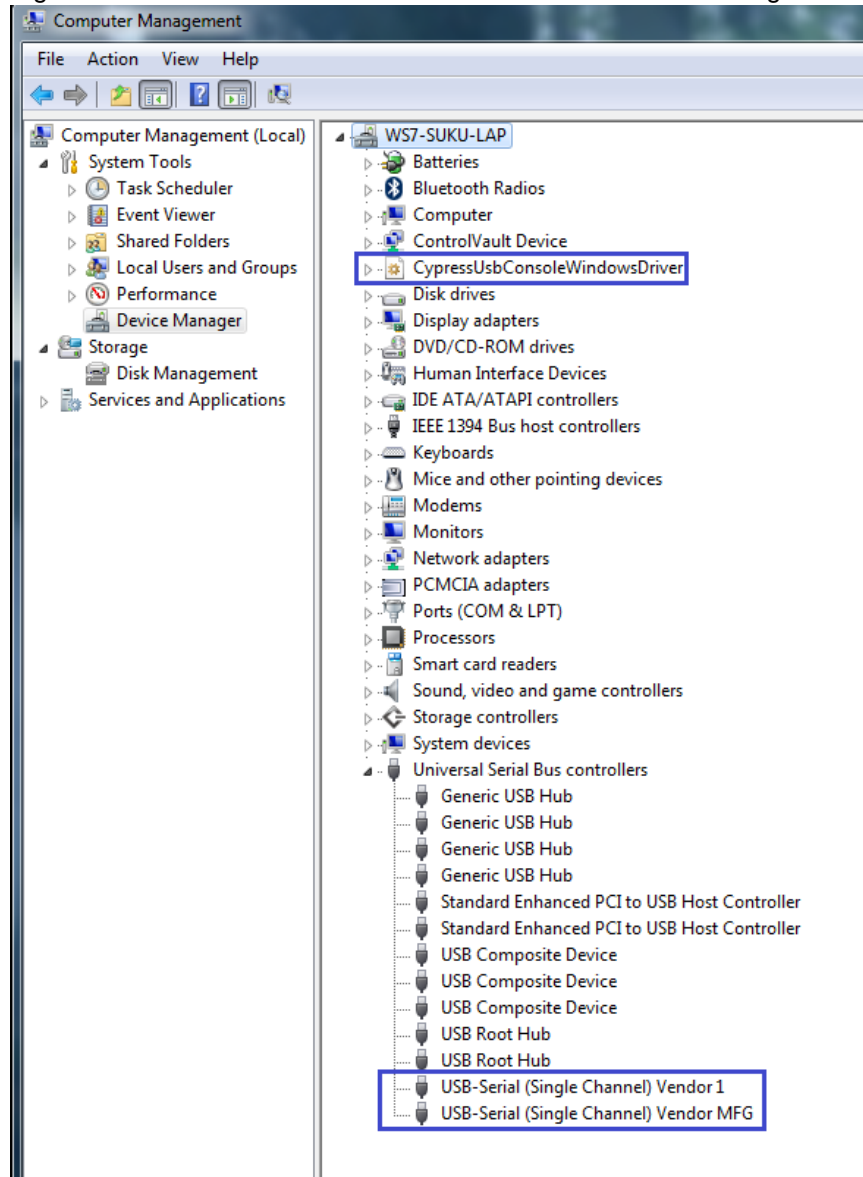 Computer Management
File Action View Help
Computer Management (Local)
System Tools
Task Scheduler
Event Viewer
Shared Folders
Local Users and Groups
Performance
Device Manager
Storage
Disk Management
Services and Applications
WS7-SUKU-LAP
Batteries
Bluetooth Radios
Computer
ControlVault Device
CypressUsbConsoleWindowsDriver
Disk drives
Display adapters
DVD/CD-ROM drives
Human Interface Devices
IDE ATA/ATAPI controllers
IEEE 1394 Bus host controllers
Keyboards
Mice and other pointing devices
Modems
Monitors
Network adapters
PCMCIA adapters
Ports (COM & LPT)
Processors
Smart card readers
Sound, video and game controllers
Storage controllers
System devices
Universal Serial Bus controllers
Generic USB Hub
Generic USB Hub
Generic USB Hub
Generic USB Hub
Standard Enhanced PCI to USB Host Controller
Standard Enhanced PCI to USB Host Controller
USB Composite Device
USB Composite Device
USB Composite Device
USB Root Hub
USB Root Hub
USB-Serial (Single Channel) Vendor 1
USB-Serial (Single Channel) Vendor MFG